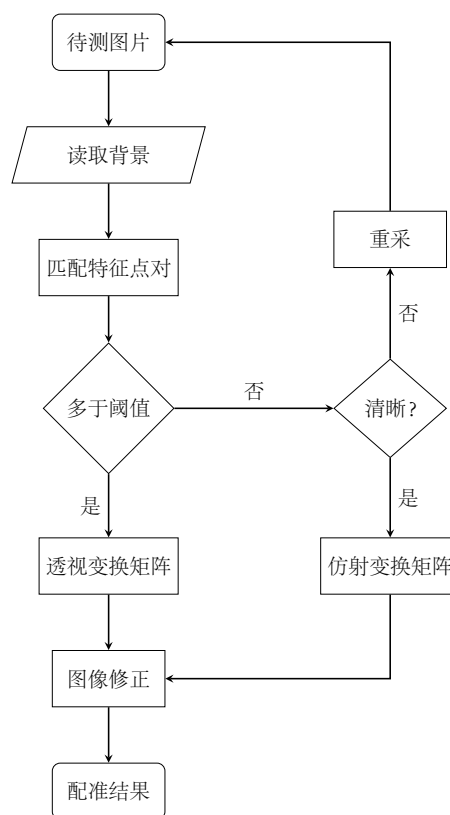 待测图片
读取背景
重采
匹配特征点对
否
否
多于阈值
清晰?
是
是
透视变换矩阵
仿射变换矩阵
图像修正
配准结果